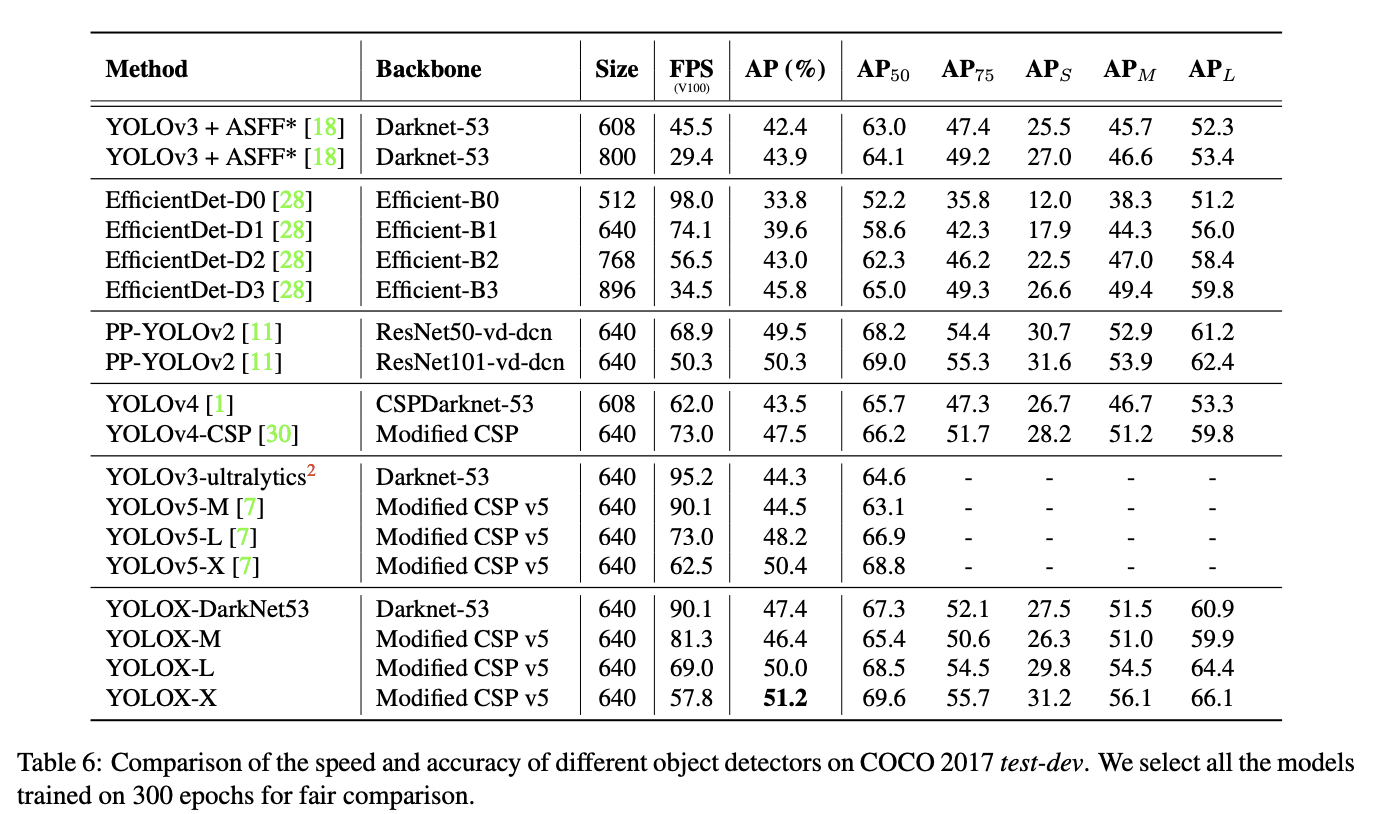 Method Backbone Size FPS (V100) AP (%) AP50 AP75 APS APM APL
YOLOv3 + ASFF* [18] Darknet-53 608 45.5 42.4 63.0 47.4 25.5 45.7 52.3
YOLOv3 + ASFF* [18] Darknet-53 800 29.4 43.9 64.1 49.2 27.0 46.6 53.4
EfficientDet-D0 [28] Efficient-B0 512 98.0 33.8 52.2 35.8 12.0 38.3 51.2
EfficientDet-D1 [28] Efficient-B1 640 74.1 39.6 58.6 42.3 17.9 44.3 56.0
EfficientDet-D2 [28] Efficient-B2 768 56.5 43.0 62.3 46.2 22.5 47.0 58.4
EfficientDet-D3 [28] Efficient-B3 896 34.5 45.8 65.0 49.3 26.6 49.4 59.8
PP-YOLOv2 [11] ResNet50-vd-dcn 640 68.9 49.5 68.2 54.4 30.7 52.9 61.2
PP-YOLOv2 [11] ResNet101-vd-dcn 640 50.3 50.3 69.0 55.3 31.6 53.9 62.4
YOLOv4 [1] CSPDarknet-53 608 62.0 43.5 65.7 47.3 26.7 46.7 53.3
YOLOv4-CSP [30] Modified CSP 640 73.0 47.5 66.2 51.7 28.2 51.2 59.8
YOLOv3-ultralytics2 Darknet-53 640 95.2 44.3 64.6 - - - -
YOLOv5-M [7] Modified CSP v5 640 90.1 44.5 63.1 - - - -
YOLOv5-L [7] Modified CSP v5 640 73.0 48.2 66.9 - - - -
YOLOv5-X [7] Modified CSP v5 640 62.5 50.4 68.8 - - - -
YOLOX-DarkNet53 Darknet-53 640 90.1 47.4 67.3 52.1 27.5 51.5 60.9
YOLOX-M Modified CSP v5 640 81.3 46.4 65.4 50.6 26.3 51.0 59.9
YOLOX-L Modified CSP v5 640 69.0 50.0 68.5 54.5 29.8 54.5 64.4
YOLOX-X Modified CSP v5 640 57.8 51.2 69.6 55.7 31.2 56.1 66.1
Table 6: Comparison of the speed and accuracy of different object detectors on COCO 2017 test-dev. We select all the models
trained on 300 epochs for fair comparison.